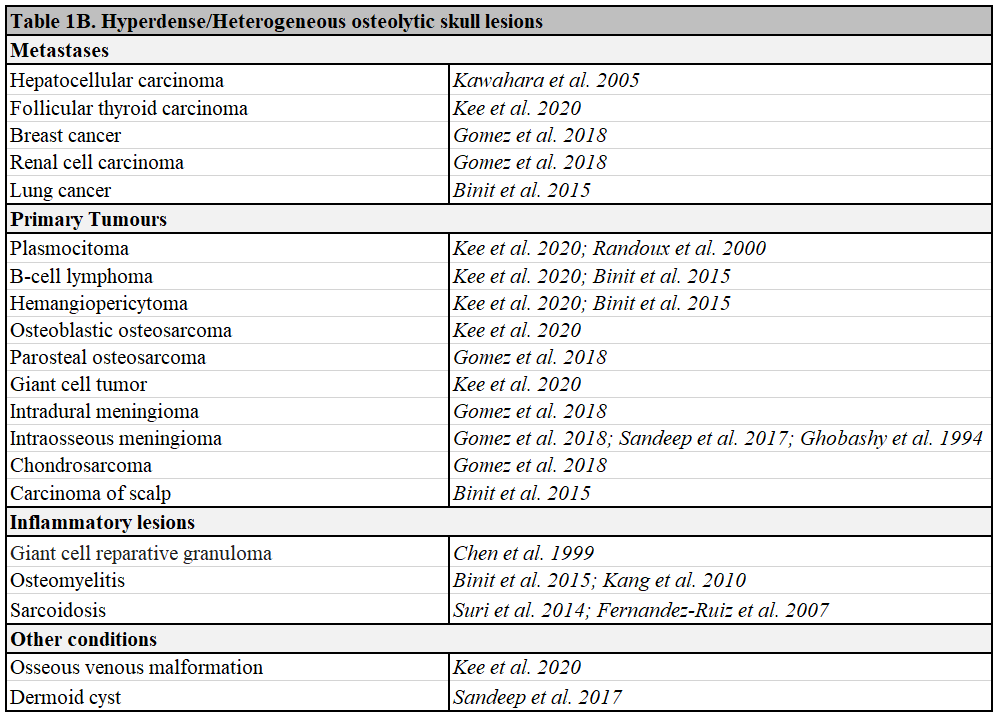 Table 1B. Hyperdense/Heterogeneous osteolytic skull lesions
Metastases
Hepatocellular carcinoma Kawahara et al. 2005
Follicular thyroid carcinoma Kee et al. 2020
Breast cancer Gomez et al. 2018
Renal cell carcinoma Gomez et al. 2018
Lung cancer Binit et al. 2015
Primary Tumours
Plasmocitoma Kee et al. 2020; Randoux et al. 2000
B-cell lymphoma Kee et al. 2020; Binit et al. 2015
Hemangiopericytoma Kee et al. 2020; Binit et al. 2015
Osteoblastic osteosarcoma Kee et al. 2020
Parosteal osteosarcoma Gomez et al. 2018
Giant cell tumor Kee et al. 2020
Intradural meningioma Gomez et al. 2018
Intraosseous meningioma Gomez et al. 2018; Sandeep et al. 2017; Ghobashy et al. 1994
Chondrosarcoma Gomez et al. 2018
Carcinoma of scalp Binit et al. 2015
Inflammatory lesions
Giant cell reparative granuloma Chen et al. 1999
Osteomyelitis Binit et al. 2015; Kang et al. 2010
Sarcoidosis Suri et al. 2014; Fernandez-Ruiz et al. 2007
Other conditions
Osseous venous malformation Kee et al. 2020
Dermoid cyst Sandeep et al. 2017